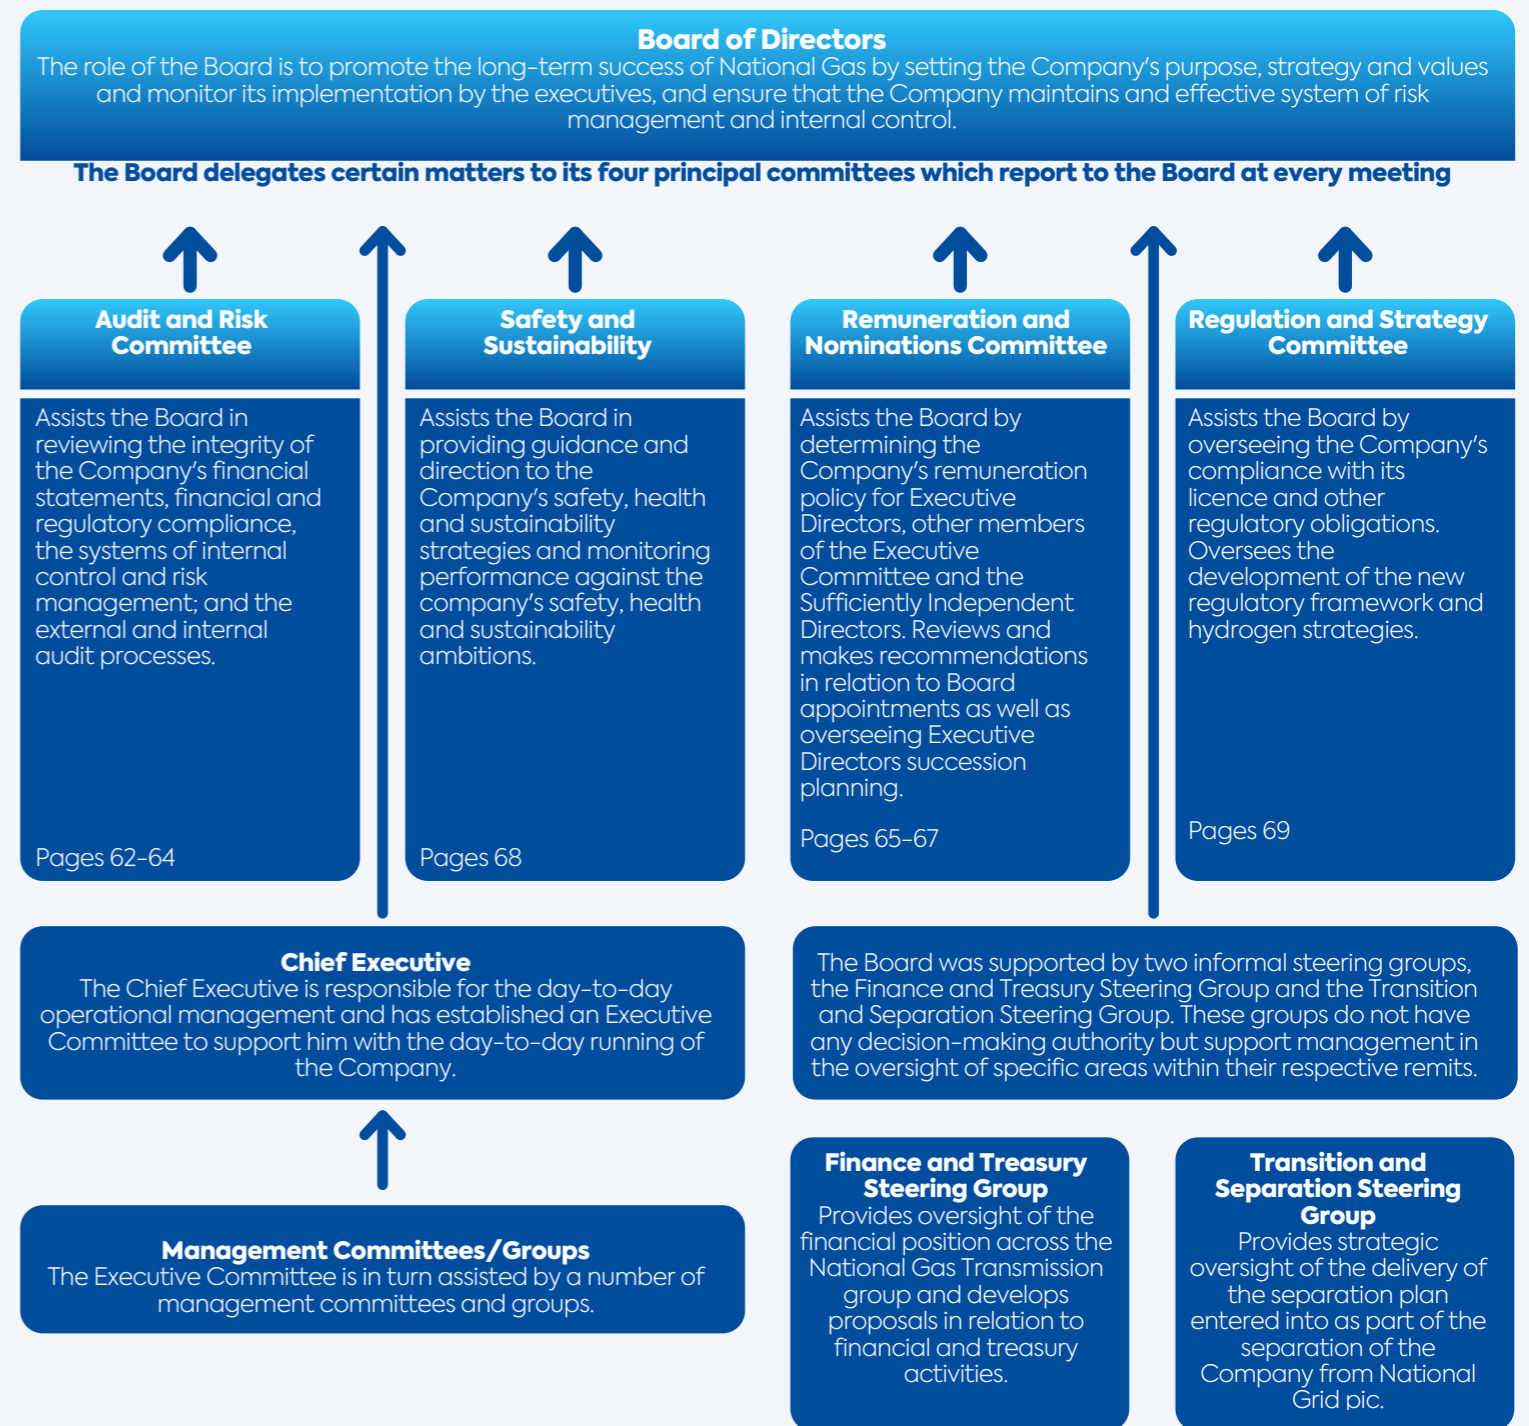 Board of Directors
The role of the Board is to promote the long-term success of National Gas by setting the Company's purpose, strategy and values
and monitor its implementation by the executives, and ensure that the Company maintains and effective system of risk
management and internal control.
The Board delegates certain matters to its four principal committees which report to the Board at every meeting
Audit and Risk
Committee
Assists the Board in
reviewing the integrity of
the Company's financial
statements, financial and
regulatory compliance,
the systems of internal
control and risk
management; and the
external and internal
audit processes.
Pages 62-64
Safety and
Sustainability
Assists the Board in
providing guidance and
direction to the
Company's safety, health
and sustainability
strategies and monitoring
performance against the
company's safety, health
and sustainability
ambitions.
Pages 68
Remuneration and
Nominations Committee
Assists the Board by
determining the
Company's remuneration
policy for Executive
Directors, other members
of the Executive
Committee and the
Sufficiently Independent
Directors. Reviews and
makes recommendations
in relation to Board
appointments as well as
overseeing Executive
Directors succession
planning.
Pages 65-67
Regulation and Strategy
Committee
Assists the Board by
overseeing the Company's
compliance with its
licence and other
regulatory obligations.
Oversees the
development of the new
regulatory framework and
hydrogen strategies.
Pages 69
Chief Executive
The Chief Executive is responsible for the day-to-day
operational management and has established an Executive
Committee to support him with the day-to-day running of
the Company.
The Board was supported by two informal steering groups,
the Finance and Treasury Steering Group and the Transition
and Separation Steering Group. These groups do not have
any decision-making authority but support management in
the oversight of specific areas within their respective remits.
Management Committees/Groups
The Executive Committee is in turn assisted by a number of
management committees and groups.
Finance and Treasury
Steering Group
Provides oversight of the
financial position across the
National Gas Transmission
group and develops
proposals in relation to
financial and treasury
activities.
Transition and
Separation Steering
Group
Provides strategic
oversight of the delivery of
the separation plan
entered into as part of the
separation of the
Company from National
Grid pic.